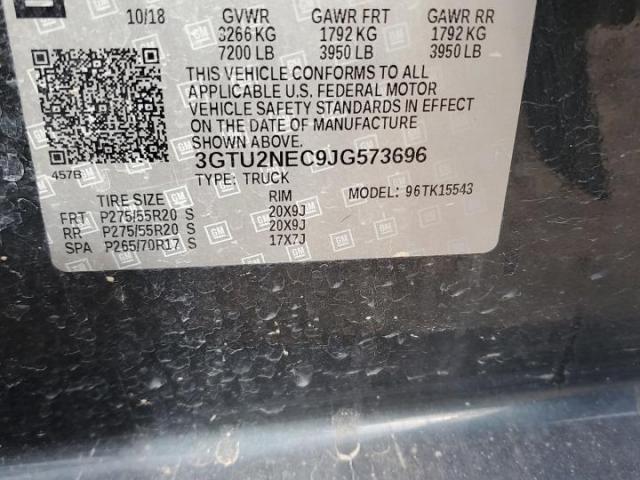 10/18 GVWR GAWR FRT GAWR RR
3266 KG 1792 KG 1792 KG
7200 LB 3950 LB 3950 LB
THIS VEHICLE CONFORMS TO ALL
APPLICABLE U.S. FEDERAL MOTOR
VEHICLE SAFETY STANDARDS IN EFFECT
ON THE DATE OF MANUFACTURE
SHOWN ABOVE.
3GTU2NEC9JG573696
457B
TYPE: TRUCK
TIRE SIZE RIM MODEL: 96TK15543
FRT P275/55R20 S 20X9J
RR P275/55R20 S 20X9J
SPA P265/70R17 S 17X7J